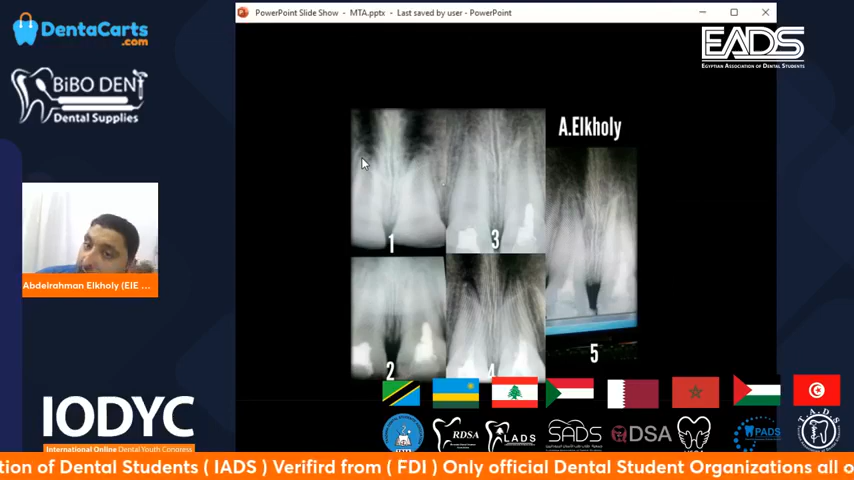 DentaCarts
.com
BiBO DENT
Dental Supplies
PowerPoint Slide Show - MTA.pptx - Last saved by user - PowerPoint
EADS
EGYPTIAN ASSOCIATION OF DENTAL STUDENTS
A.Elkholy
1
3
2
4
5
Abdelrahman Elkholy (EIE ...
IODYC
International Online Dental Youth Congress
RDSA
LADS
SADS
QDSA
PADS
tion of Dental Students ( IADS ) Verifird from ( FDI ) Only official Dental Student Organizations all o